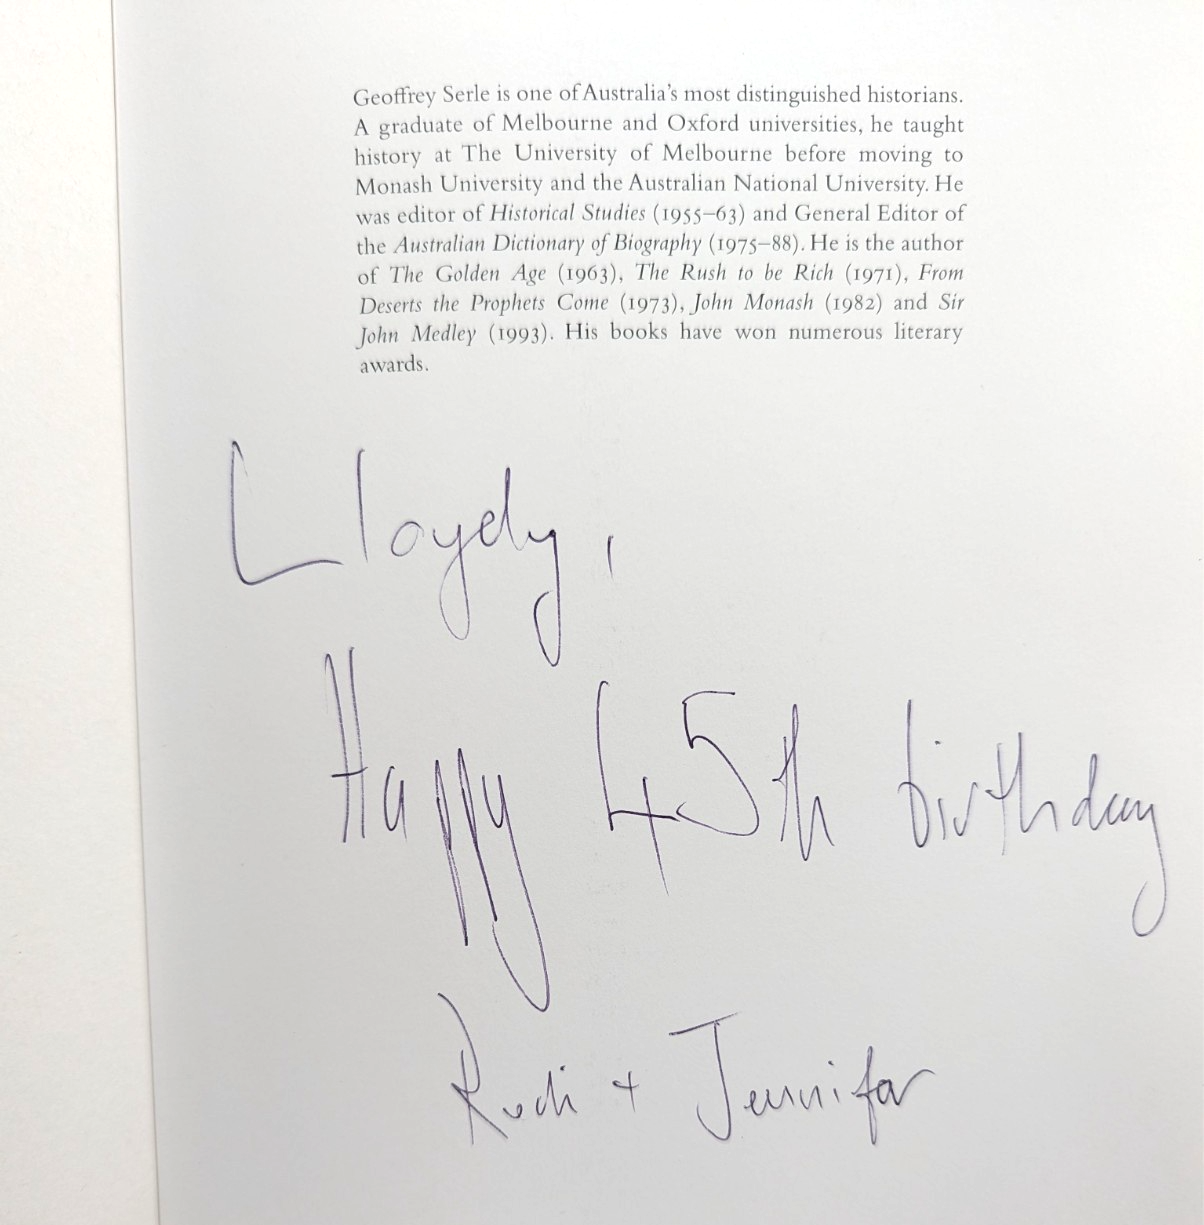 Geoffrey Serle is one of Australia's most distinguished historians.
A graduate of Melbourne and Oxford universities, he taught
history at The University of Melbourne before moving to
Monash University and the Australian National University. He
was editor of Historical Studies (1955–63) and General Editor of
the Australian Dictionary of Biography (1975–88). He is the author
of The Golden Age (1963), The Rush to be Rich (1971), From
Deserts the Prophets Come (1973), John Monash (1982) and Sir
John Medley (1993). His books have won numerous literary
awards.
Lloydy,
Happy 45th birthday
Rudi + Jennifer